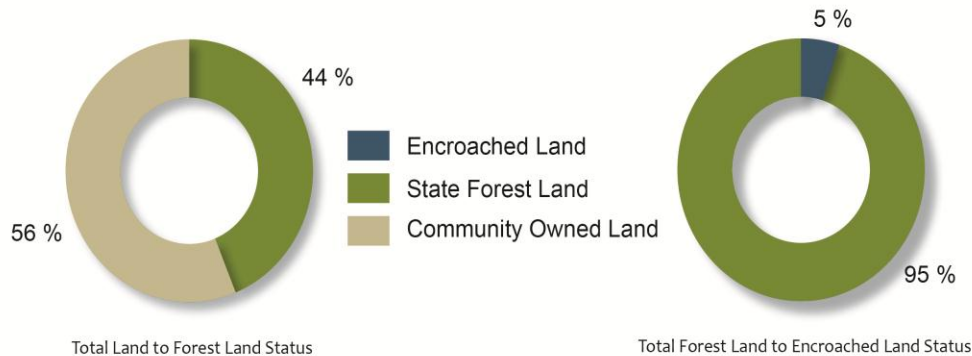 5 %
44 %
Encroached Land
State Forest Land
Community Owned Land
56 %
95 %
Total Land to Forest Land Status
Total Forest Land to Encroached Land Status